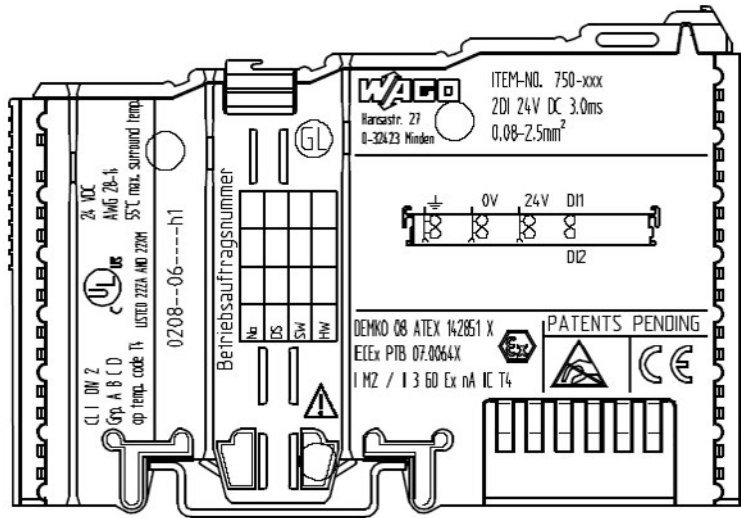 CL I DIV 2
Grp. A B C D
op temp. code T4
LISTED 22ZA AND 22XM
C UL US
24 VDC
AWG 28-14
55°C max. surround temp.
0208--06----h1
Betriebsauftragsnummer
No
DS
SW
HW
GL
WAGO
Hansastr. 27
D-32423 Minden
ITEM-NO. 750-xxx
2DI 24V DC 3.0ms
0.08-2.5mm²
0V 24V DI1
DI2
DEMKO 08 ATEX 142851 X
IECEx PTB 07.0064X
I M2 / II 3 GD Ex nA IIC T4
Ex
PATENTS PENDING
CE